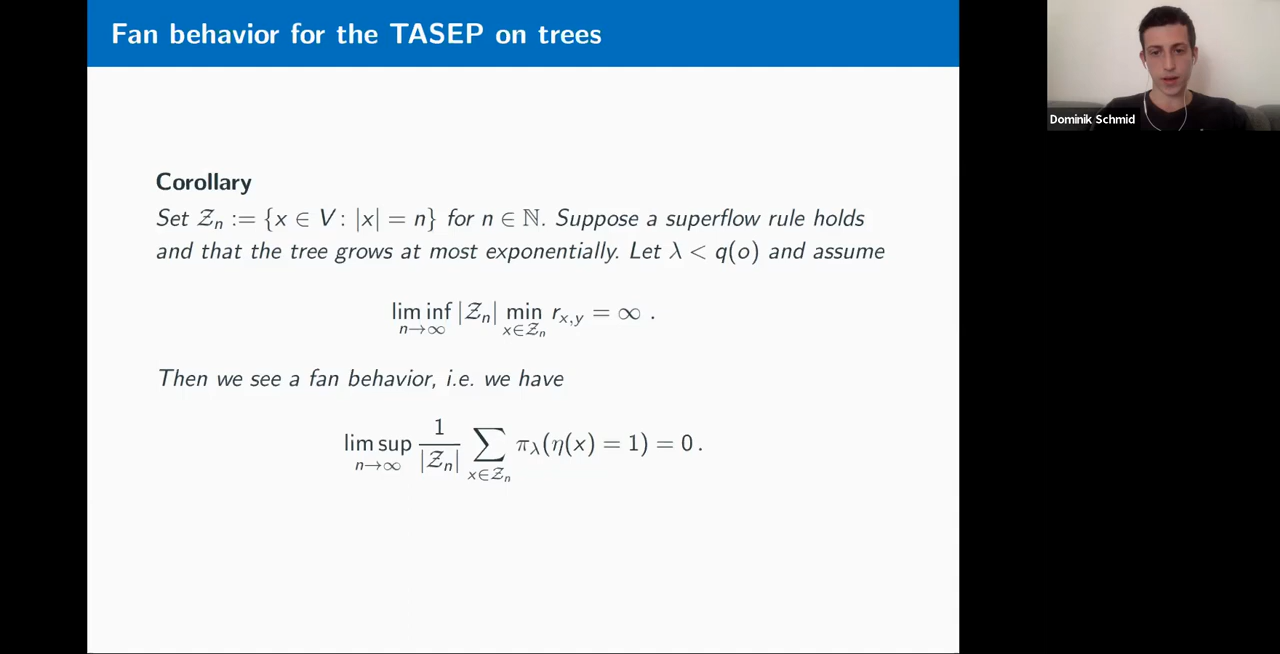 Fan behavior for the TASEP on trees
Dominik Schmid
Corollary
Set 𝒵ₙ := {x ∈ V : |x| = n} for n ∈ ℕ. Suppose a superflow rule holds
and that the tree grows at most exponentially. Let λ < q(o) and assume
lim inf_{n→∞} |𝒵ₙ| min_{x∈𝒵ₙ} r_{x,y} = ∞ .
Then we see a fan behavior, i.e. we have
lim sup_{n→∞} 1/|𝒵ₙ| ∑_{x∈𝒵ₙ} π_λ(η(x) = 1) = 0 .